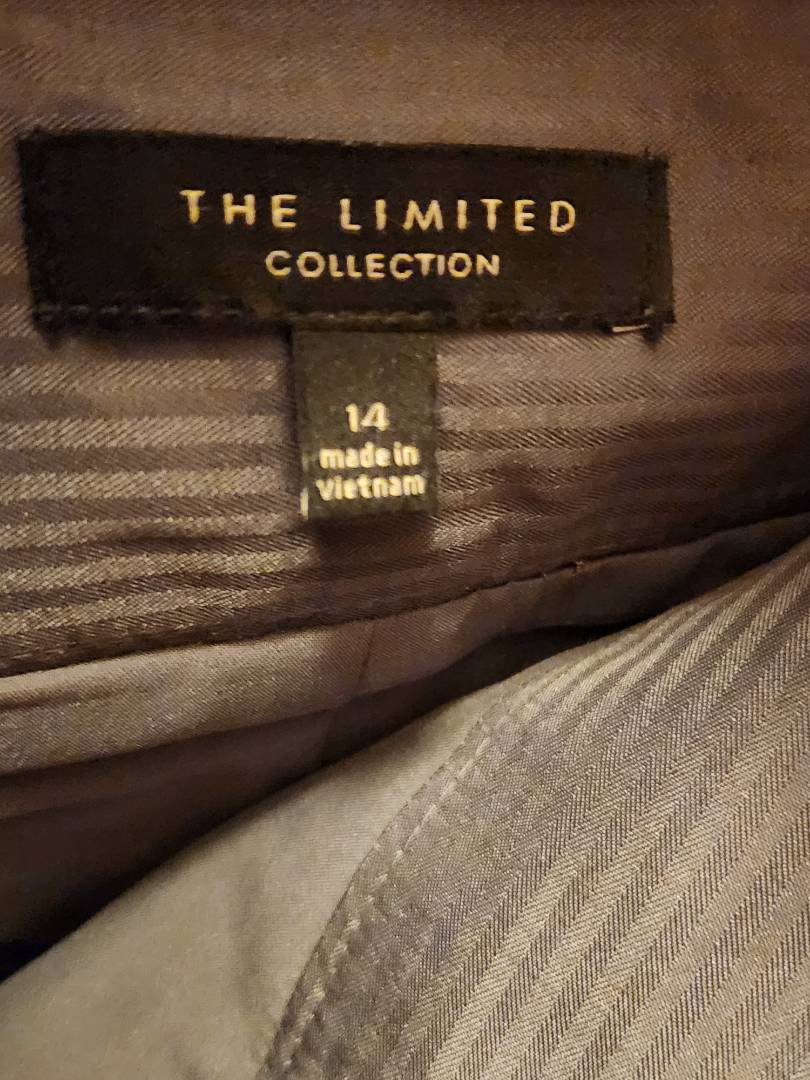 THE LIMITED
COLLECTION
14
made in
vietnam